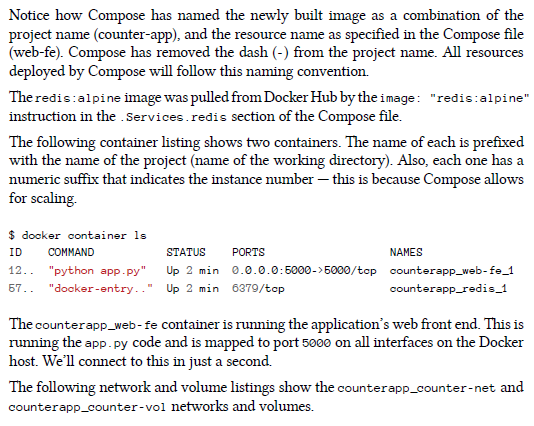 Notice how Compose has named the newly built image as a combination of the
project name (counter-app), and the resource name as specified in the Compose file
(web-fe). Compose has removed the dash (-) from the project name. All resources
deployed by Compose will follow this naming convention.
The redis:alpine image was pulled from Docker Hub by the image: "redis:alpine"
instruction in the .Services.redis section of the Compose file.
The following container listing shows two containers. The name of each is prefixed
with the name of the project (name of the working directory). Also, each one has a
numeric suffix that indicates the instance number — this is because Compose allows
for scaling.
$ docker container ls
ID COMMAND STATUS PORTS NAMES
12.. "python app.py" Up 2 min 0.0.0.0:5000->5000/tcp counterapp_web-fe_1
57.. "docker-entry.." Up 2 min 6379/tcp counterapp_redis_1
The counterapp_web-fe container is running the application's web front end. This is
running the app.py code and is mapped to port 5000 on all interfaces on the Docker
host. We'll connect to this in just a second.
The following network and volume listings show the counterapp_counter-net and
counterapp_counter-vol networks and volumes.